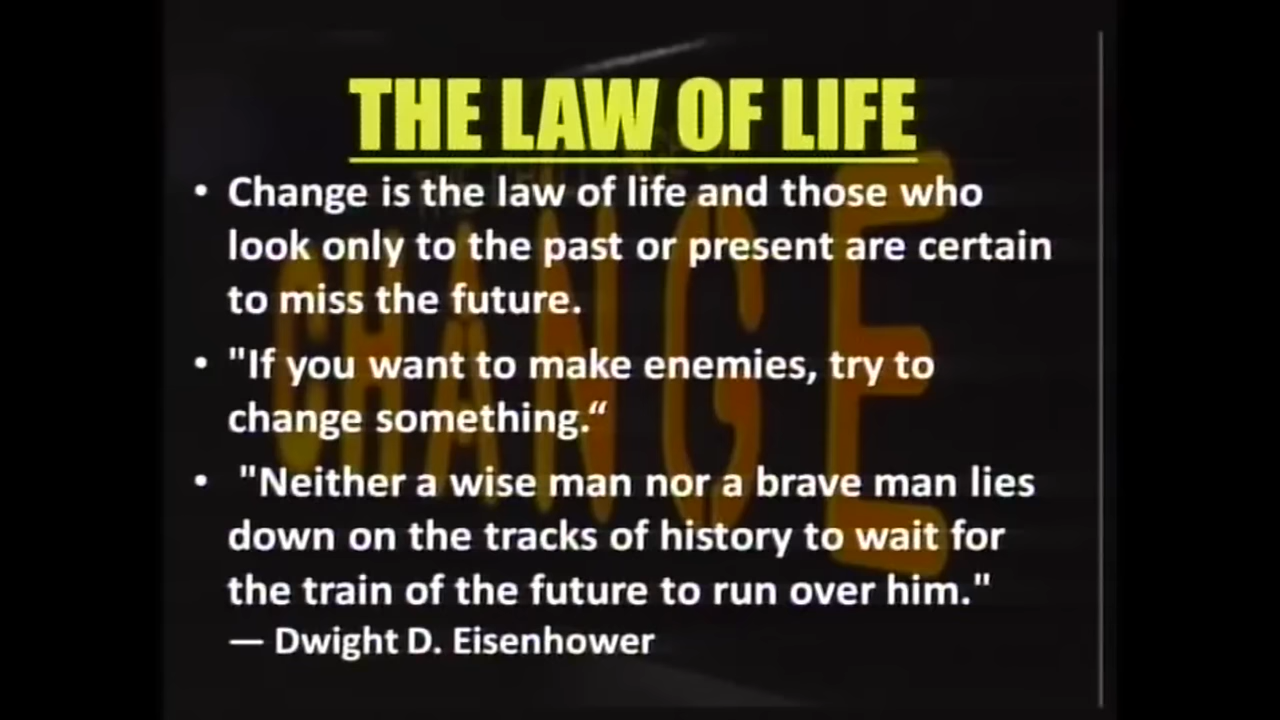 THE LAW OF LIFE
• Change is the law of life and those who
look only to the past or present are certain
to miss the future.
• "If you want to make enemies, try to
change something.“
• "Neither a wise man nor a brave man lies
down on the tracks of history to wait for
the train of the future to run over him."
— Dwight D. Eisenhower
CHANGE